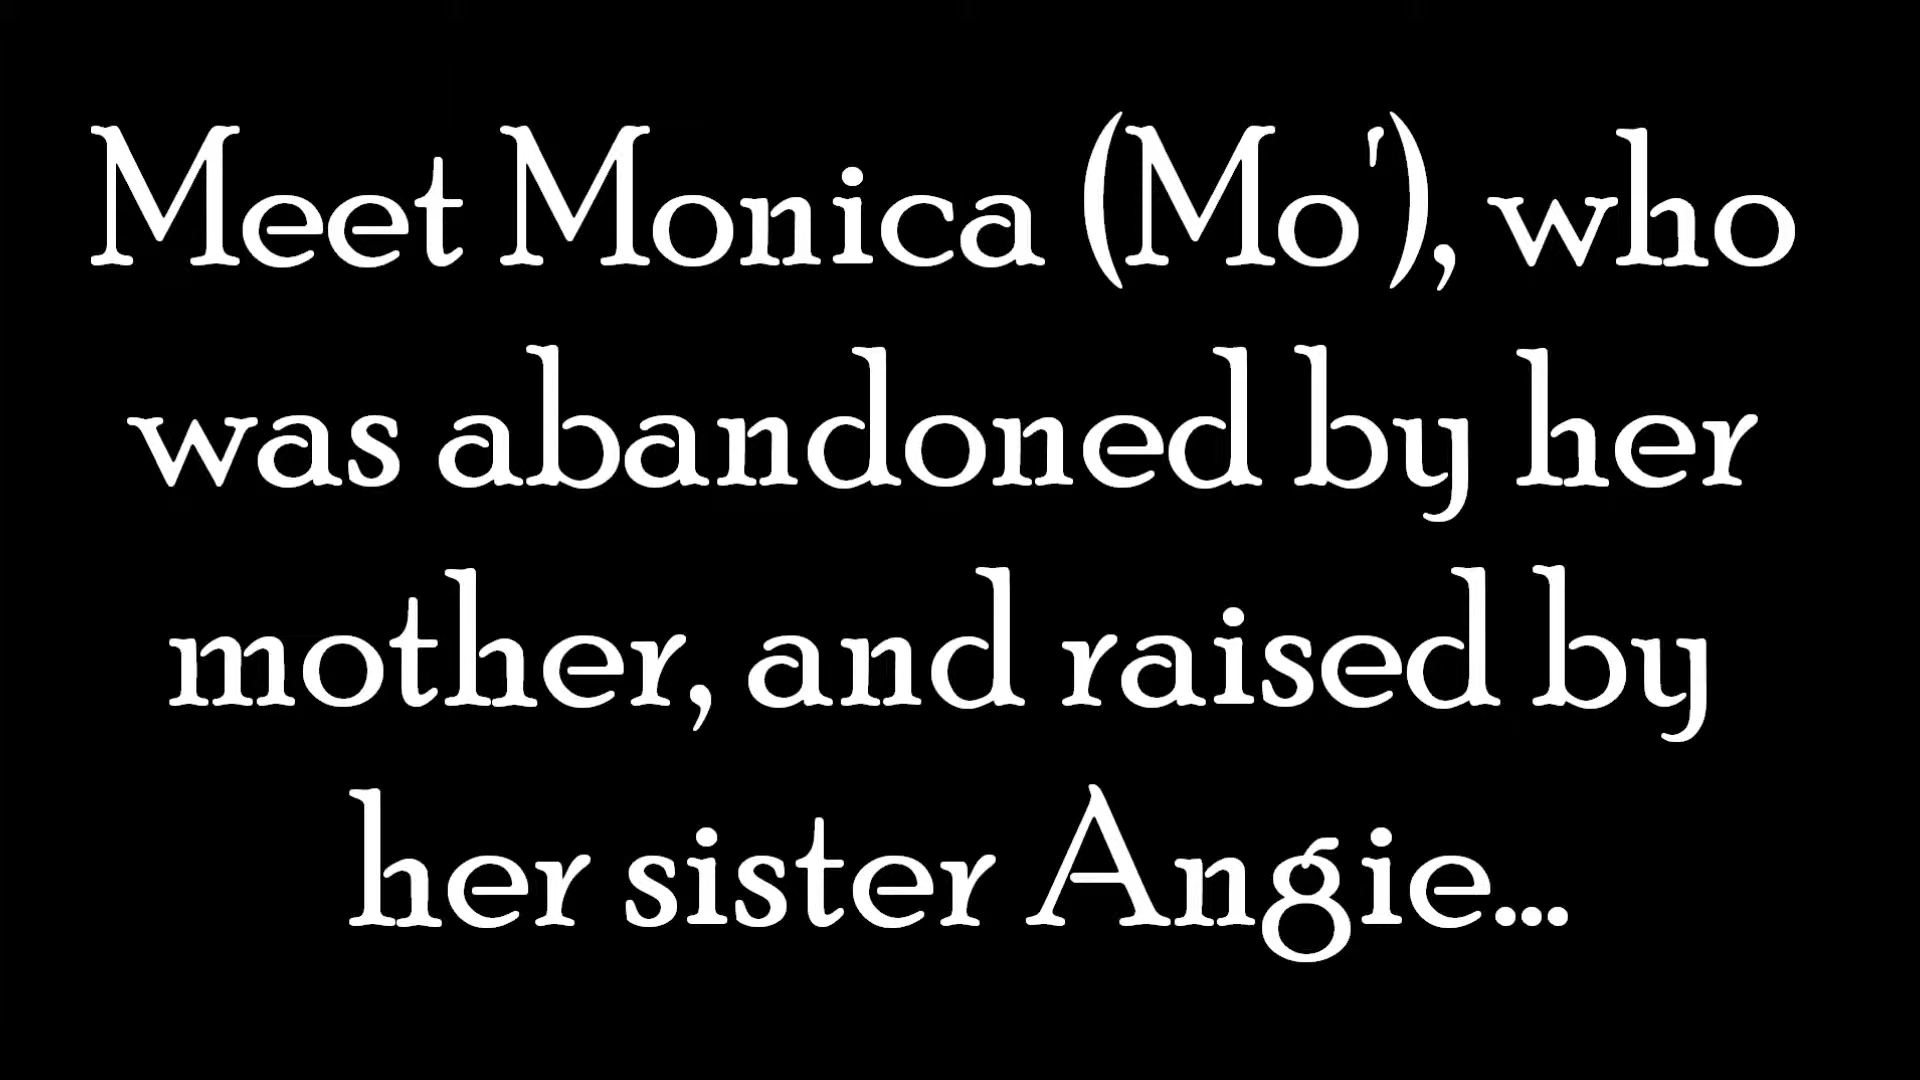 Meet Monica (Mo'), who
was abandoned by her
mother, and raised by
her sister Angie...